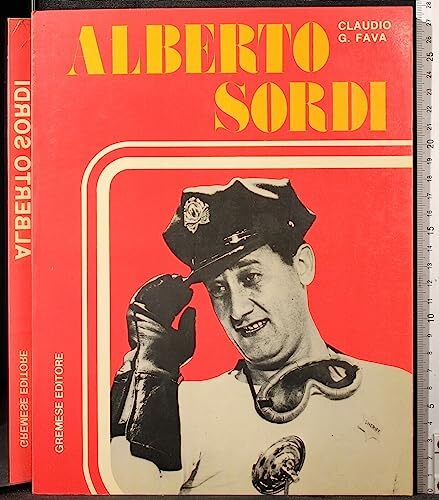 ALBERTO
SORDI
CLAUDIO
G. FAVA
GREMESE EDITORE
ALBERTO SORDI
GREMESE EDITORE